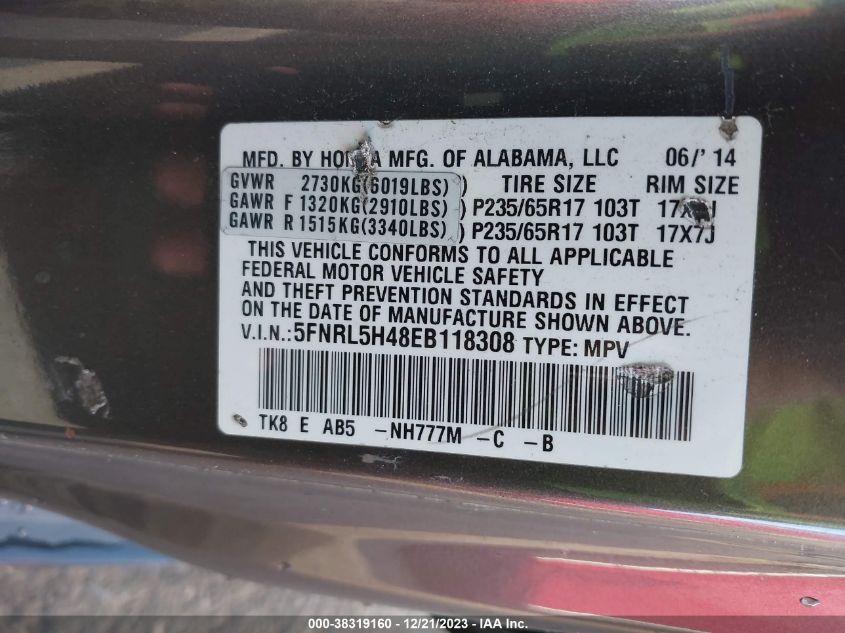 MFD. BY HONDA MFG. OF ALABAMA, LLC 06/' 14
GVWR 2730KG(6019LBS) ) TIRE SIZE RIM SIZE
GAWR F 1320KG(2910LBS) ) P235/65R17 103T 17X7J
GAWR R 1515KG(3340LBS) ) P235/65R17 103T 17X7J
THIS VEHICLE CONFORMS TO ALL APPLICABLE
FEDERAL MOTOR VEHICLE SAFETY
AND THEFT PREVENTION STANDARDS IN EFFECT
ON THE DATE OF MANUFACTURE SHOWN ABOVE.
V.I.N.:5FNRL5H48EB118308 TYPE: MPV
TK8 E AB5 -NH777M -C -B
000-38319160 - 12/21/2023 - IAA Inc.